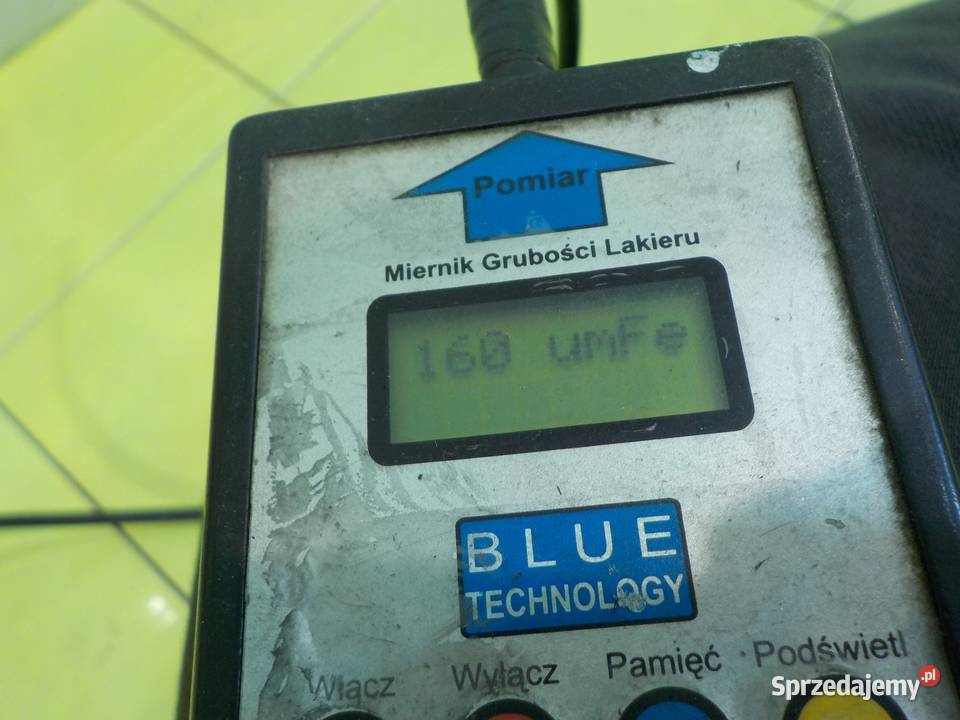 Pomiar
Miernik Grubości Lakieru
160 umFe
BLUE
TECHNOLOGY
Włącz Wyłącz Pamięć Podświetl
Sprzedajemy.pl